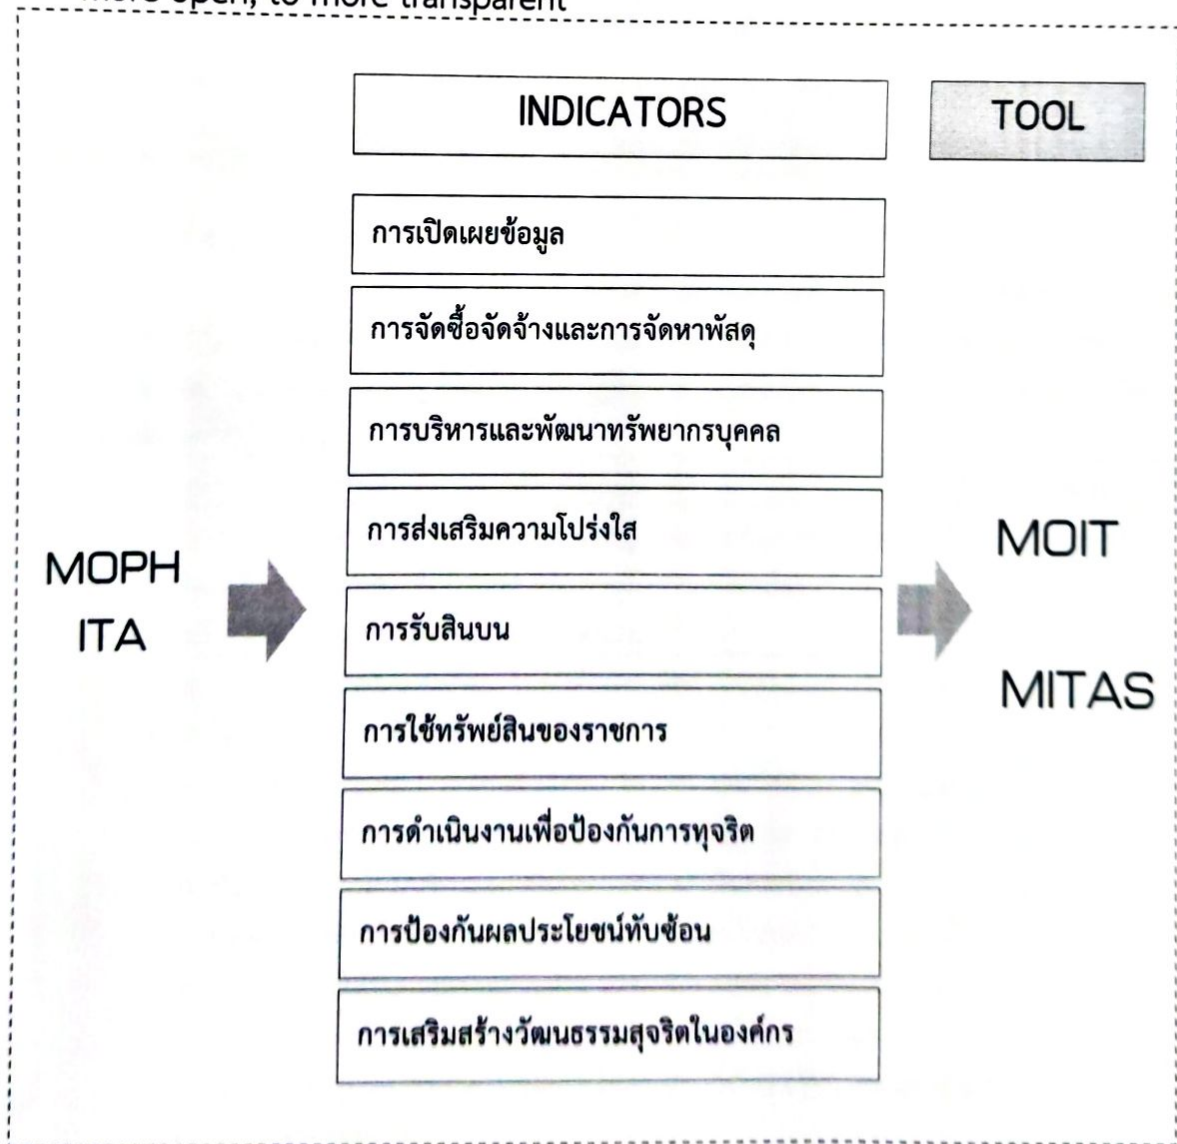 more open, to more transparent
INDICATORS
TOOL
การเปิดเผยข้อมูล
การจัดซื้อจัดจ้างและการจัดหาพัสดุ
การบริหารและพัฒนาทรัพยากรบุคคล
การส่งเสริมความโปร่งใส
การรับสินบน
การใช้ทรัพย์สินของราชการ
การดำเนินงานเพื่อป้องกันการทุจริต
การป้องกันผลประโยชน์ทับซ้อน
การเสริมสร้างวัฒนธรรมสุจริตในองค์กร
MOPH
ITA
MOIT
MITAS